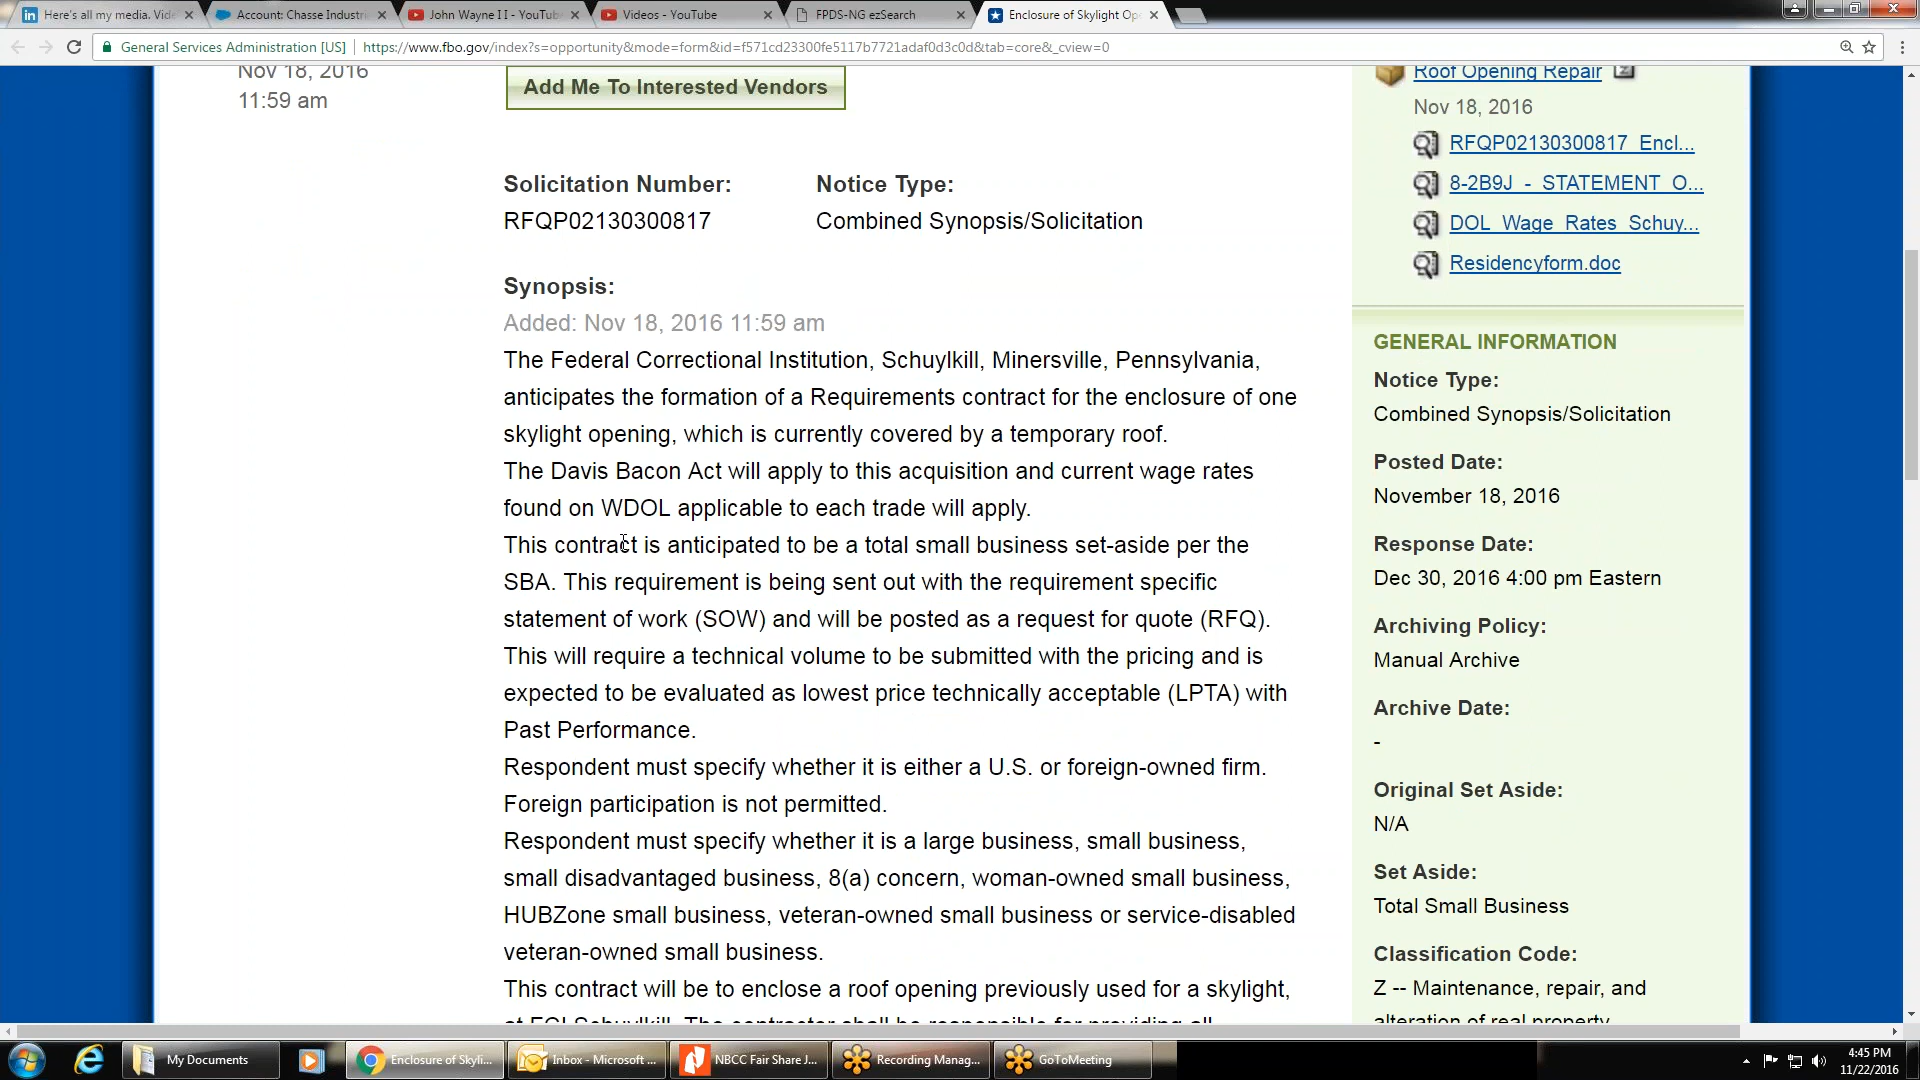 Here's all my media. Vide
Account: Chasse Industri
John Wayne I I - YouTub
Videos - YouTube
FPDS-NG ezSearch
Enclosure of Skylight Op
General Services Administration [US]
https://www.fbo.gov/index?s=opportunity&mode=form&id=f571cd23300fe5117b7721adaf0d3c0d&tab=core&_cview=0
Nov 18, 2016
11:59 am
Add Me To Interested Vendors
Solicitation Number:
RFQP02130300817
Notice Type:
Combined Synopsis/Solicitation
Synopsis:
Added: Nov 18, 2016 11:59 am
The Federal Correctional Institution, Schuylkill, Minersville, Pennsylvania,
anticipates the formation of a Requirements contract for the enclosure of one
skylight opening, which is currently covered by a temporary roof.
The Davis Bacon Act will apply to this acquisition and current wage rates
found on WDOL applicable to each trade will apply.
This contract is anticipated to be a total small business set-aside per the
SBA. This requirement is being sent out with the requirement specific
statement of work (SOW) and will be posted as a request for quote (RFQ).
This will require a technical volume to be submitted with the pricing and is
expected to be evaluated as lowest price technically acceptable (LPTA) with
Past Performance.
Respondent must specify whether it is either a U.S. or foreign-owned firm.
Foreign participation is not permitted.
Respondent must specify whether it is a large business, small business,
small disadvantaged business, 8(a) concern, woman-owned small business,
HUBZone small business, veteran-owned small business or service-disabled
veteran-owned small business.
This contract will be to enclose a roof opening previously used for a skylight,
at FCI Schuylkill. The contractor shall be responsible for providing all
Roof Opening Repair
Nov 18, 2016
RFQP02130300817_Encl...
8-2B9J_-_STATEMENT_O...
DOL_Wage_Rates_Schuy...
Residencyform.doc
GENERAL INFORMATION
Notice Type:
Combined Synopsis/Solicitation
Posted Date:
November 18, 2016
Response Date:
Dec 30, 2016 4:00 pm Eastern
Archiving Policy:
Manual Archive
Archive Date:
-
Original Set Aside:
N/A
Set Aside:
Total Small Business
Classification Code:
Z -- Maintenance, repair, and
alteration of real property
My Documents
Enclosure of Skyli...
Inbox - Microsoft ...
NBCC Fair Share J...
Recording Manag...
GoToMeeting
4:45 PM
11/22/2016